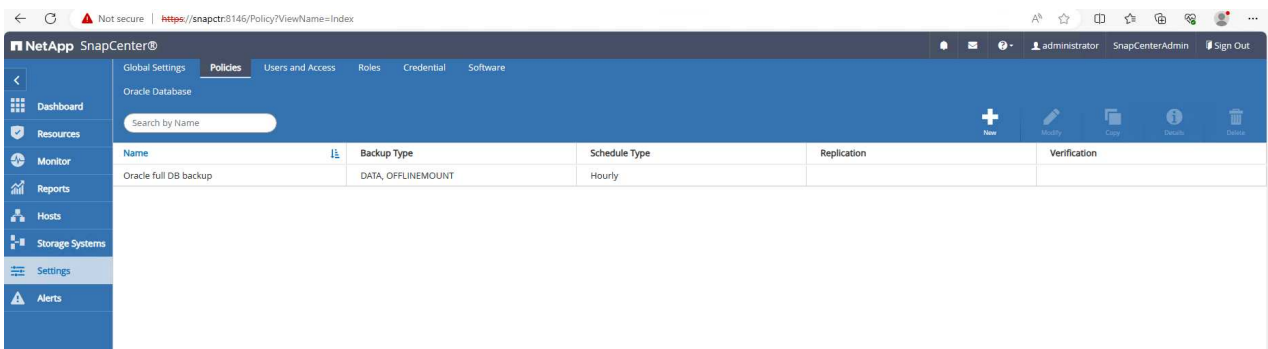 Not secure | https://snapctr:8146/Policy?ViewName=Index
NetApp SnapCenter®
administrator SnapCenterAdmin Sign Out
Global Settings Policies Users and Access Roles Credential Software
Oracle Database
Search by Name
New Modify Copy Details Delete
Dashboard
Resources
Monitor
Reports
Hosts
Storage Systems
Settings
Alerts
Name Backup Type Schedule Type Replication Verification
Oracle full DB backup DATA, OFFLINEMOUNT Hourly